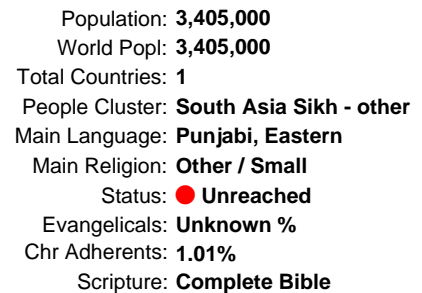 Population: 3,405,000
World Popl: 3,405,000
Total Countries: 1
People Cluster: South Asia Sikh - other
Main Language: Punjabi, Eastern
Main Religion: Other / Small
Status: Unreached
Evangelicals: Unknown %
Chr Adherents: 1.01%
Scripture: Complete Bible